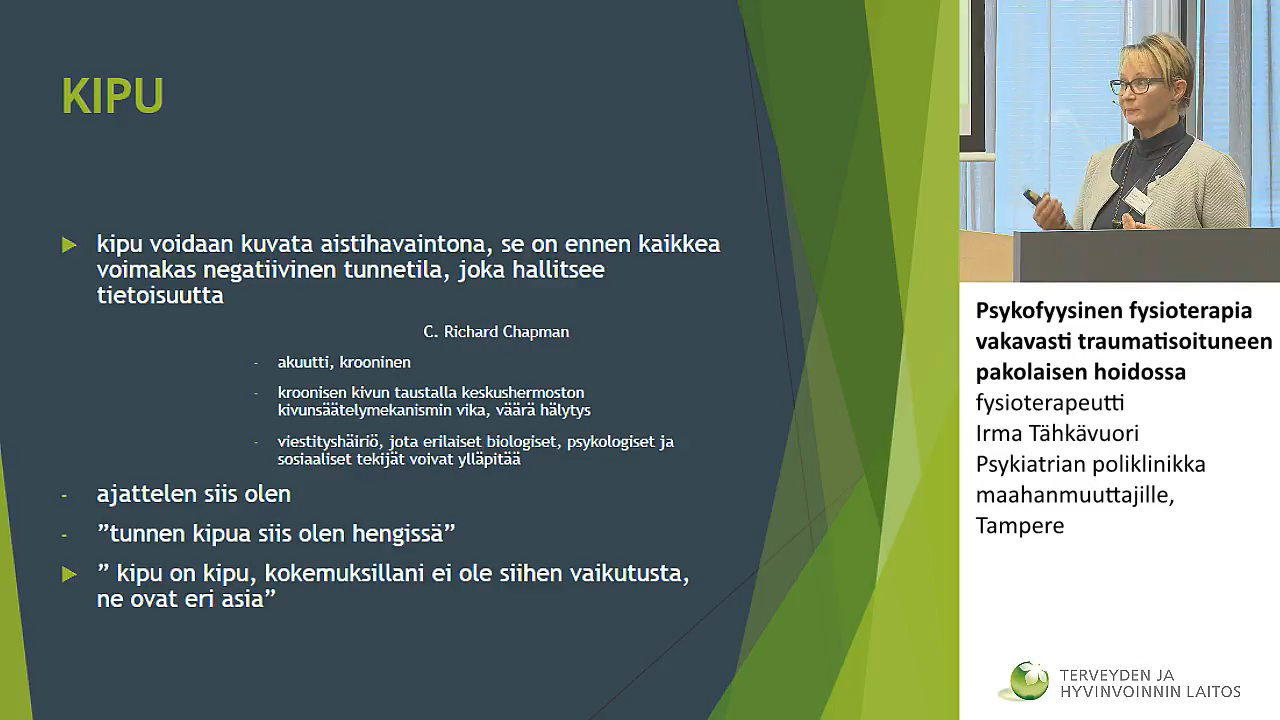 KIPU
kipu voidaan kuvata aistihavaintona, se on ennen kaikkea
voimakas negatiivinen tunnetila, joka hallitsee
tietoisuutta
C. Richard Chapman
- akuutti, krooninen
- kroonisen kivun taustalla keskushermoston
kivunsäätelymekanismin vika, väärä hälytys
- viestityshäiriö, jota erilaiset biologiset, psykologiset ja
sosiaaliset tekijät voivat ylläpitää
- ajattelen siis olen
- ”tunnen kipua siis olen hengissä”
” kipu on kipu, kokemuksillani ei ole siihen vaikutusta,
ne ovat eri asia”
Psykofyysinen fysioterapia
vakavasti traumatisoituneen
pakolaisen hoidossa
fysioterapeutti
Irma Tähkävuori
Psykiatrian poliklinikka
maahanmuuttajille,
Tampere
TERVEYDEN JA
HYVINVOINNIN LAITOS